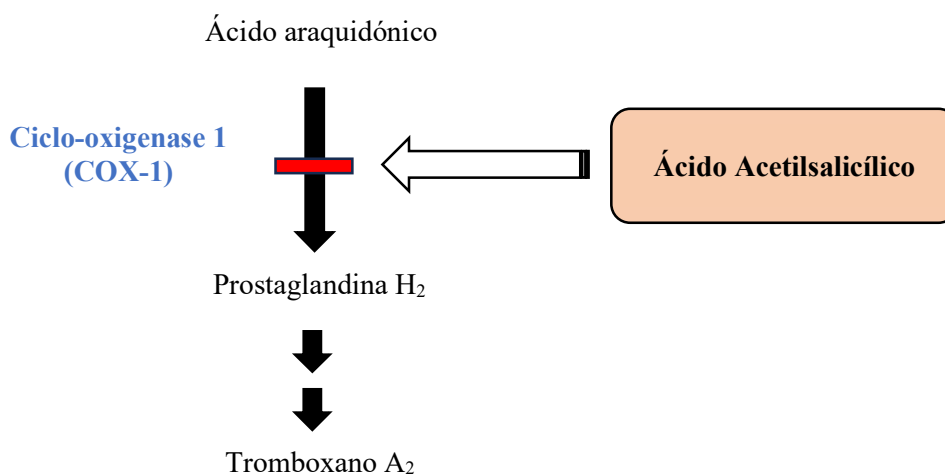 Ácido araquidónico
Ciclo-oxigenase 1
(COX-1)
Ácido Acetilsalicílico
Prostaglandina H₂
Tromboxano A₂